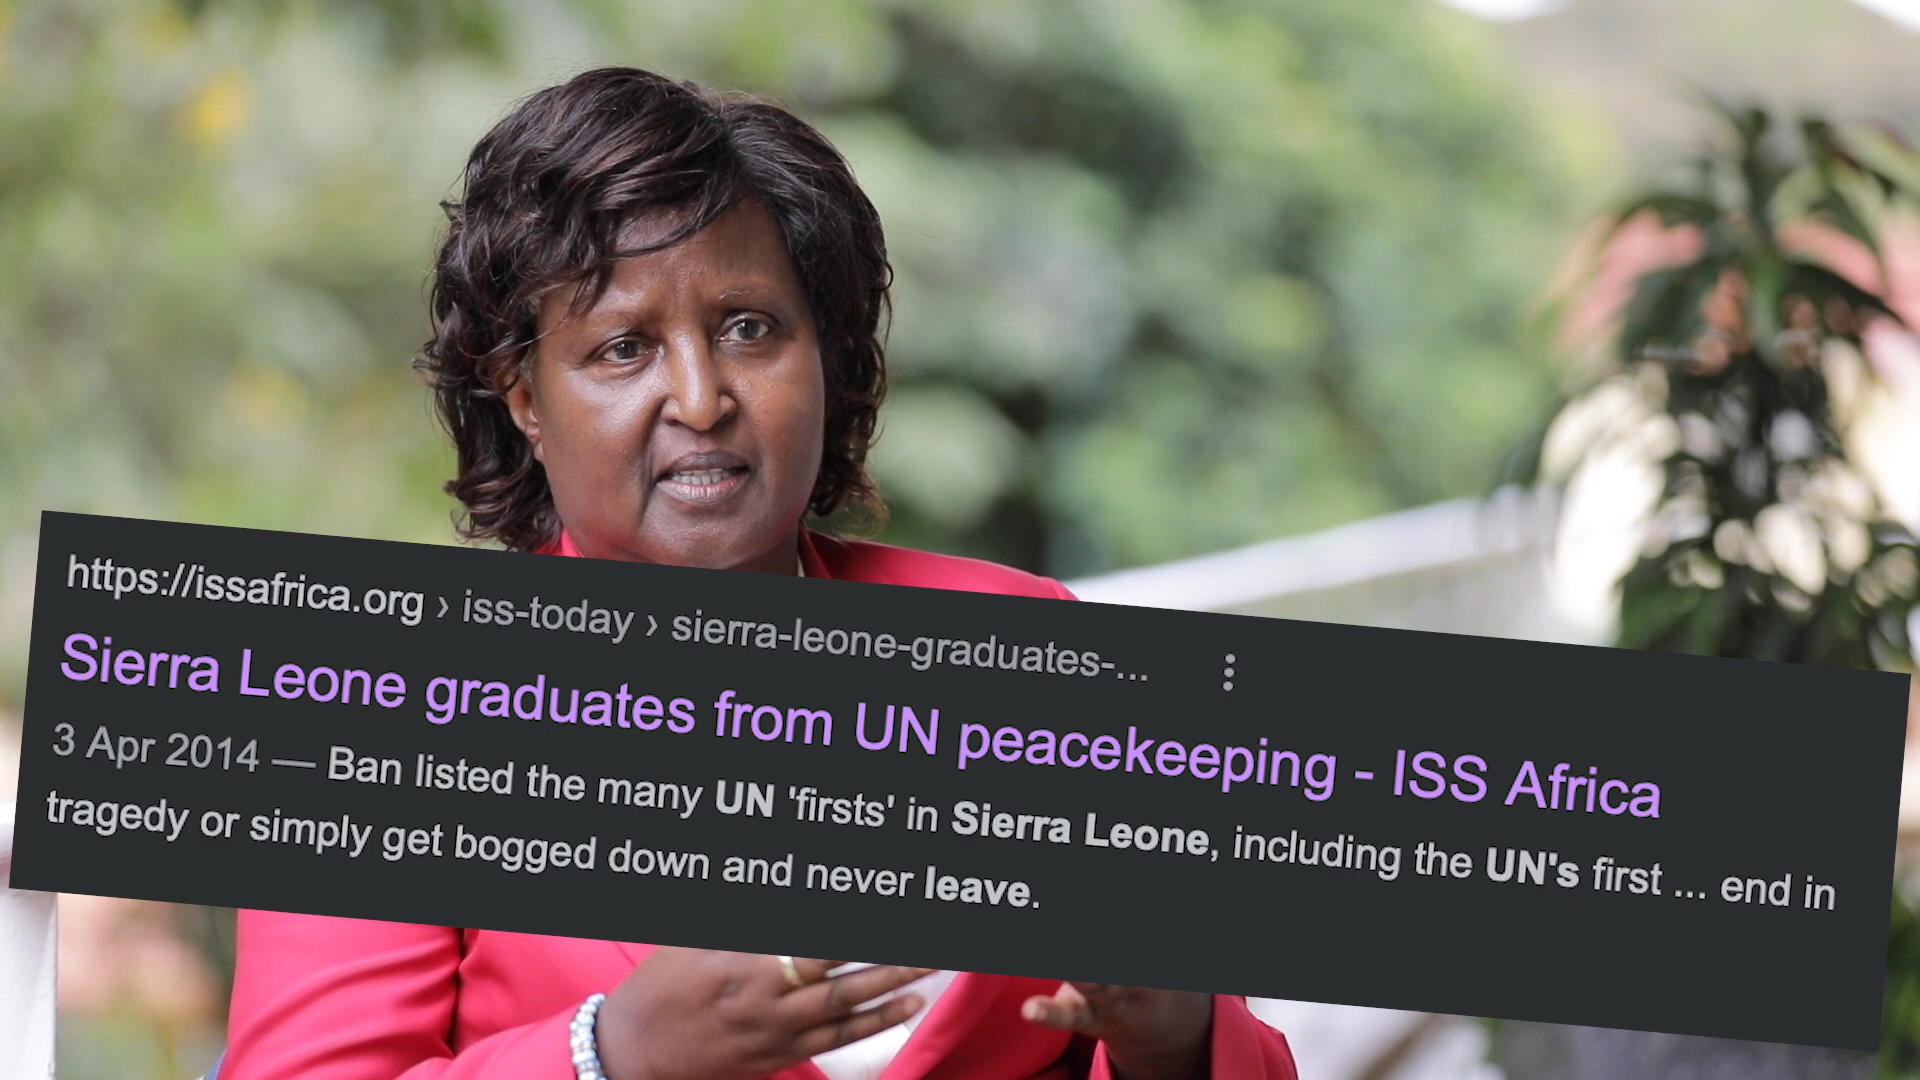 https://issafrica.org › iss-today › sierra-leone-graduates-...
Sierra Leone graduates from UN peacekeeping - ISS Africa
3 Apr 2014 — Ban listed the many UN 'firsts' in Sierra Leone, including the UN's first ... end in
tragedy or simply get bogged down and never leave.